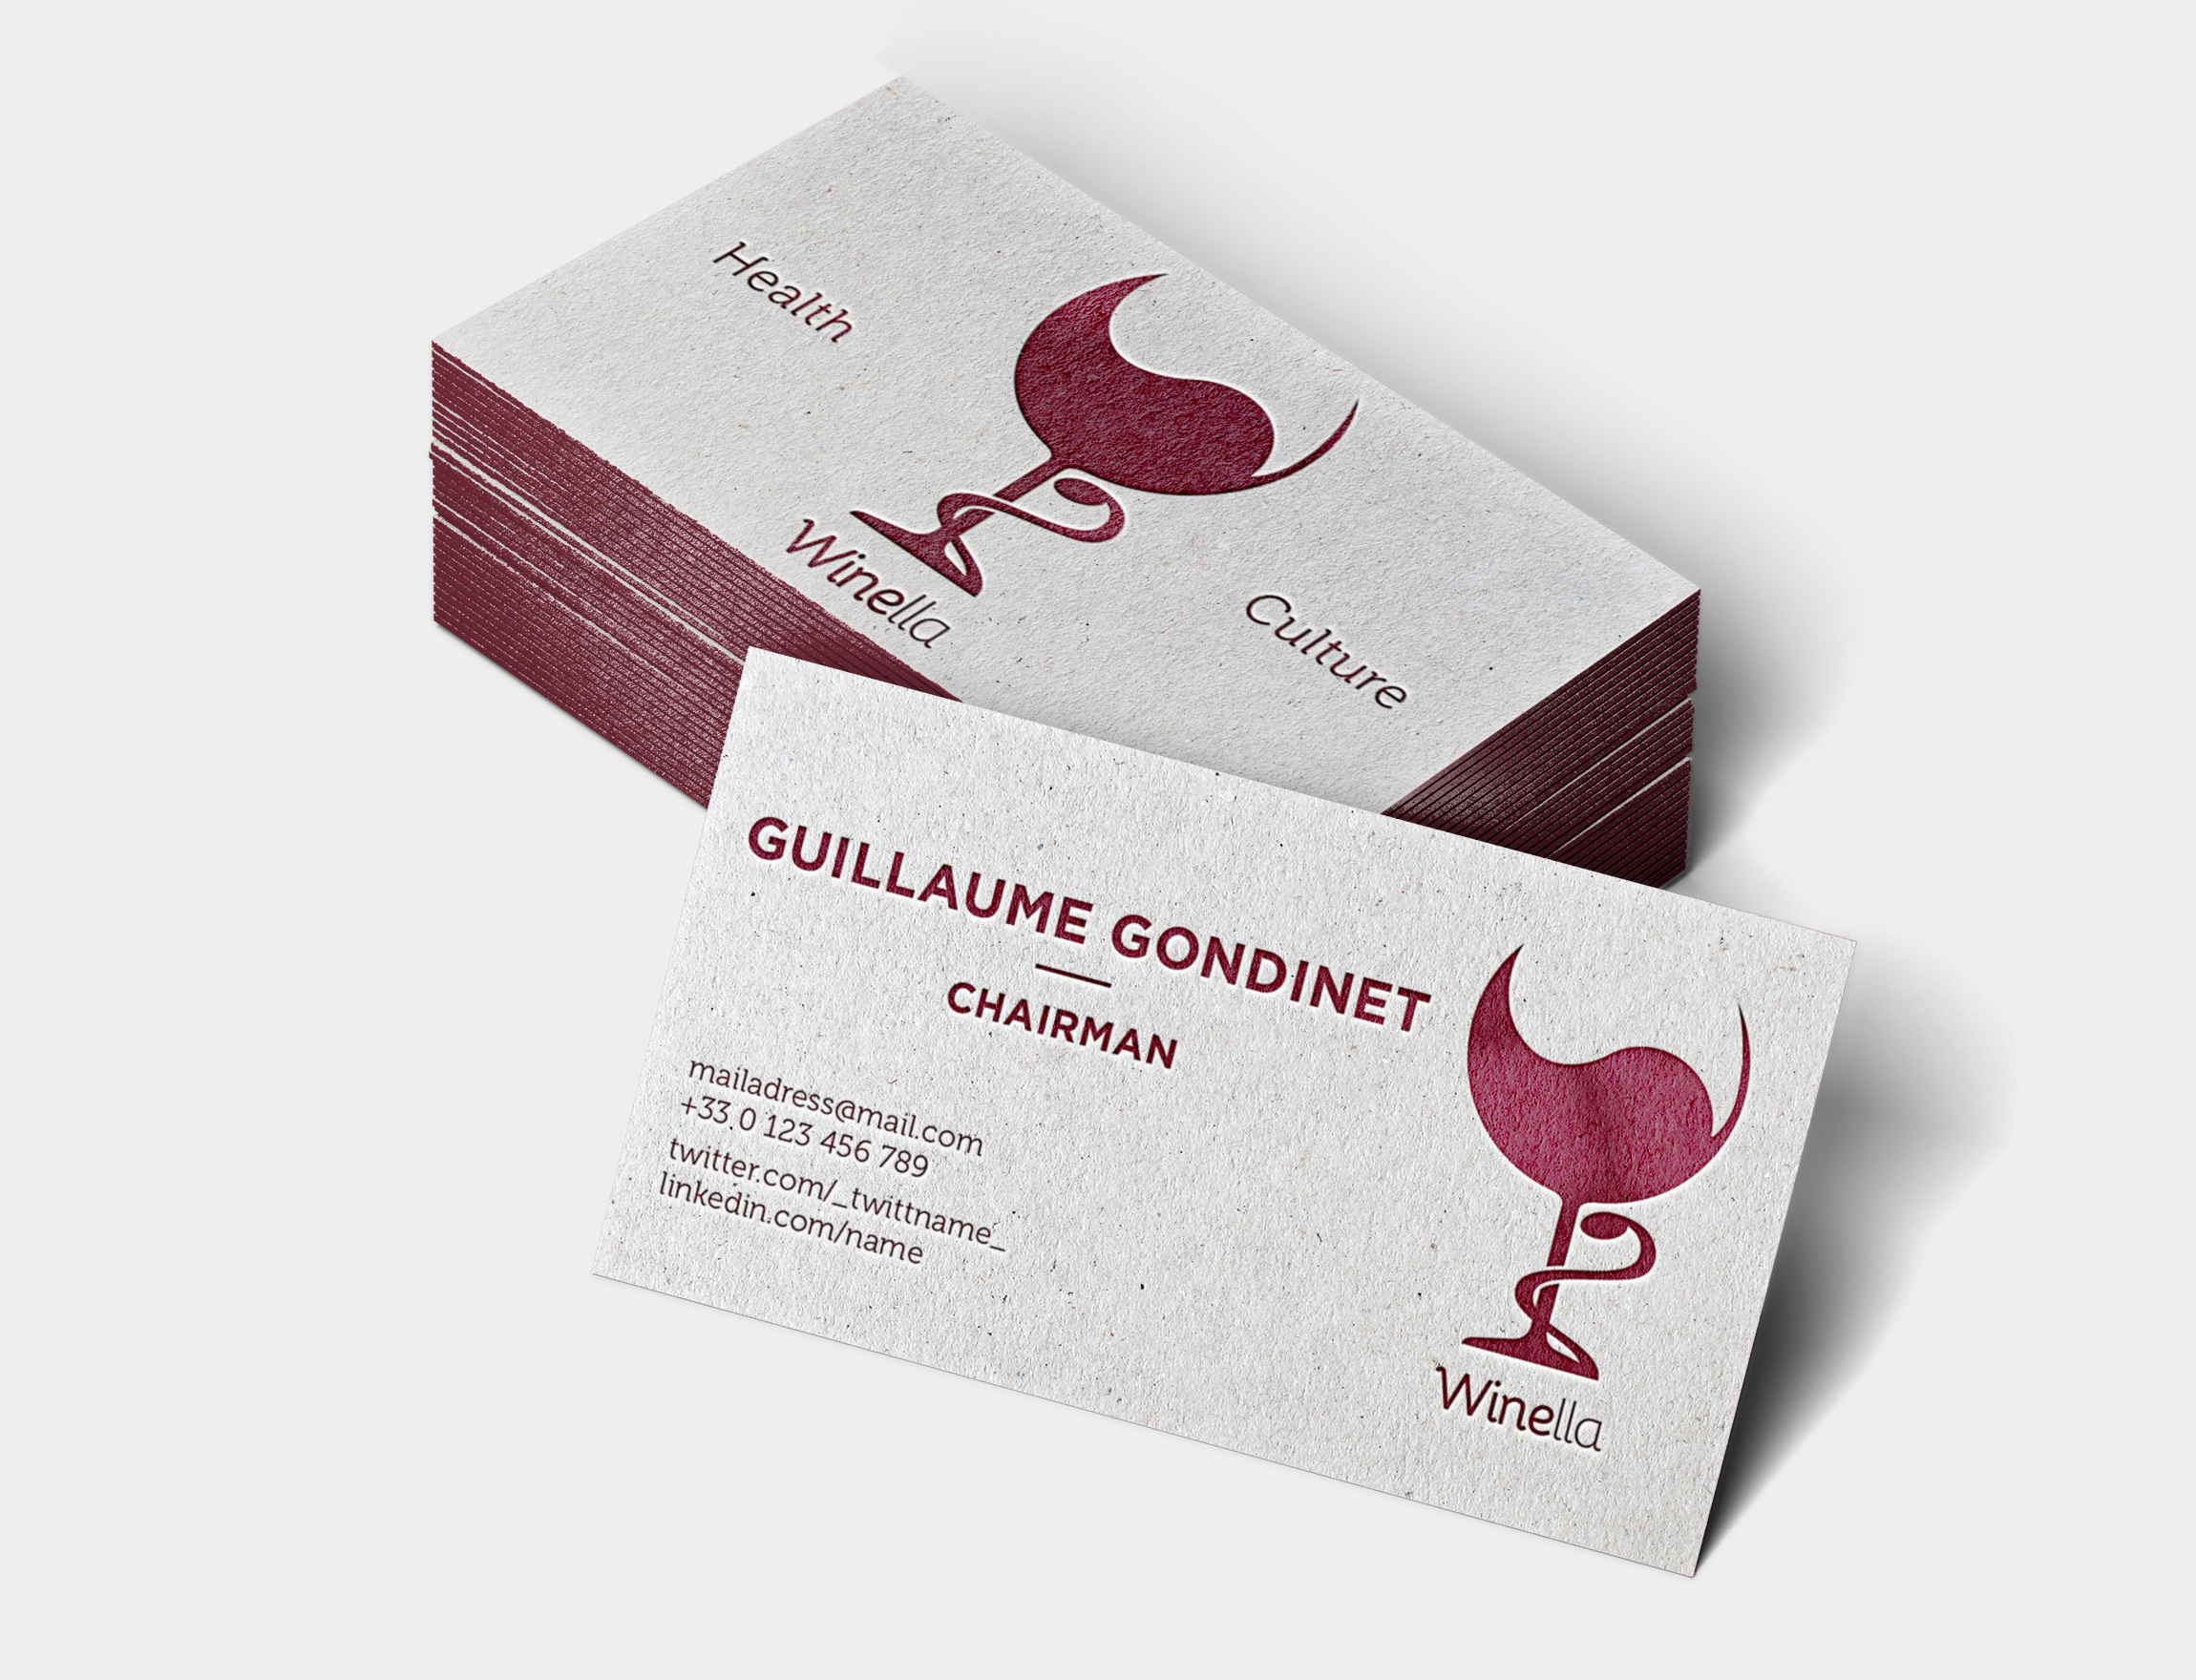 Health
Winella
Culture
GUILLAUME GONDINET
CHAIRMAN
mailadress@mail.com
+33 0 123 456 789
twitter.com/_twittname_
linkedin.com/name
Winella